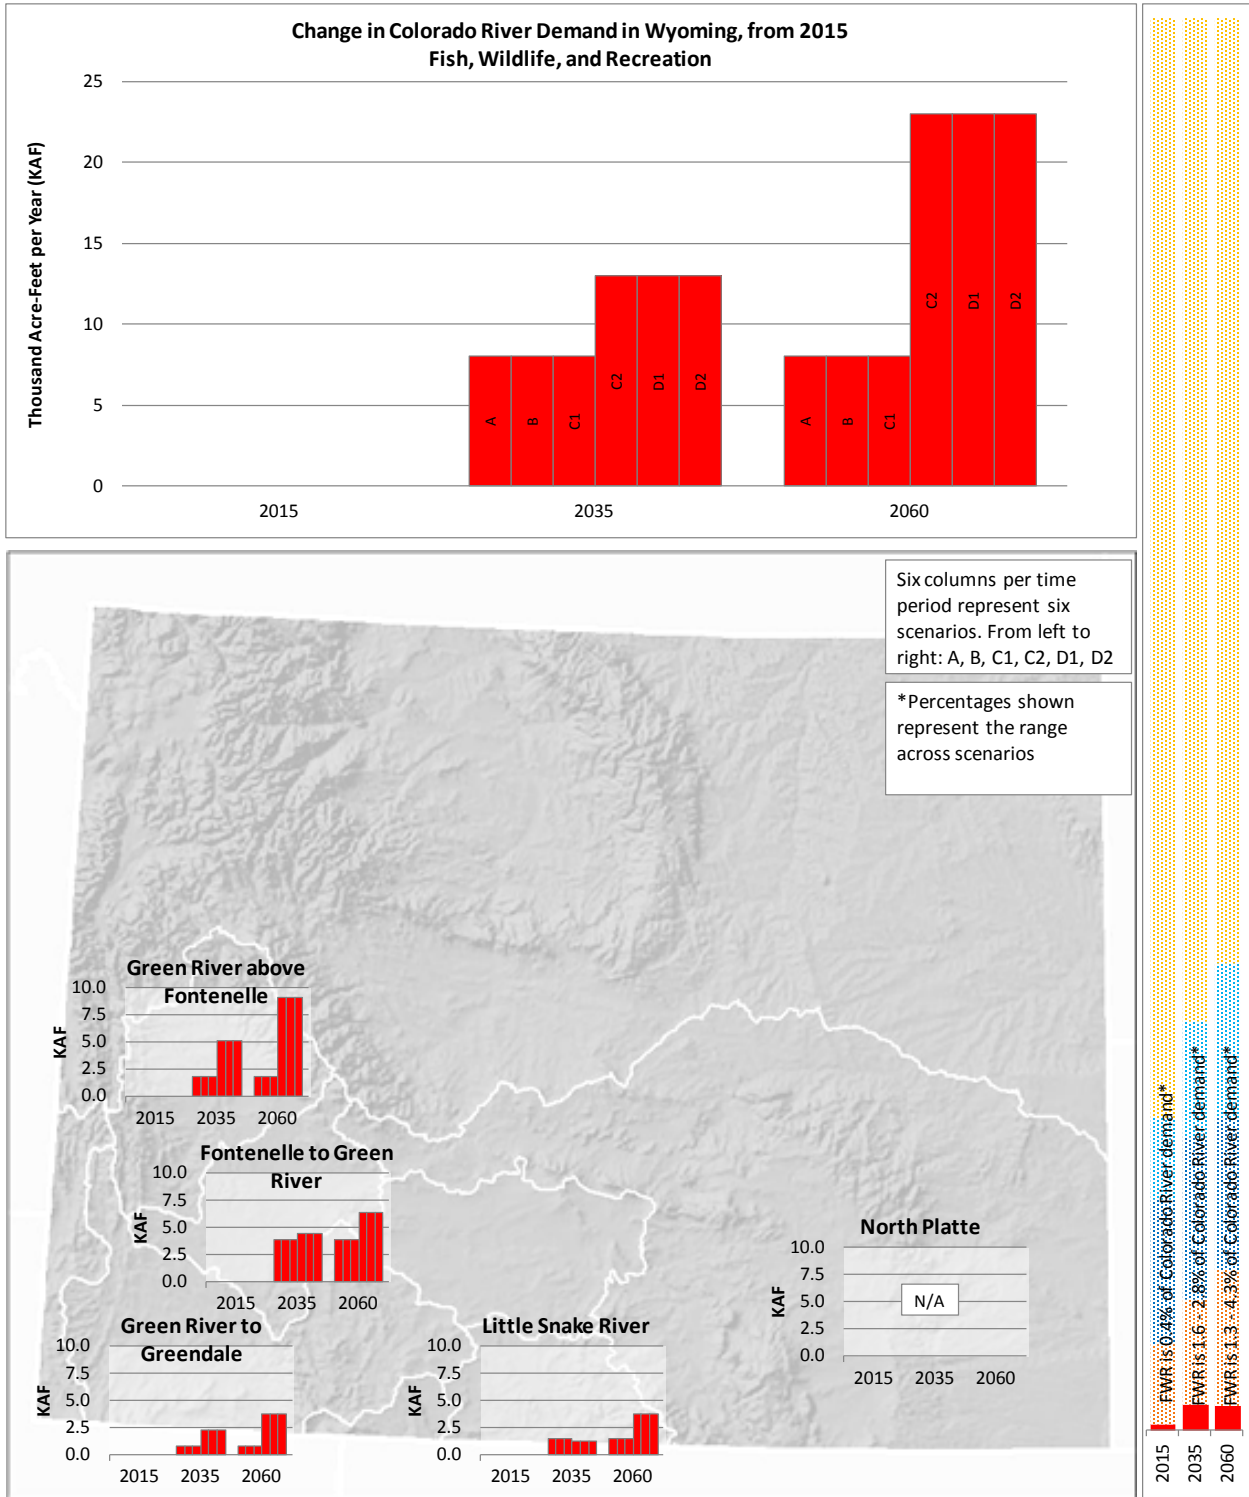 Change in Colorado River Demand in Wyoming, from 2015
Fish, Wildlife, and Recreation
Thousand Acre-Feet per Year (KAF)
25
20
15
10
5
0
A
B
C1
C2
D1
D2
A
B
C1
C2
D1
D2
2015
2035
2060
Six columns per time
period represent six
scenarios. From left to
right: A, B, C1, C2, D1, D2
*Percentages shown
represent the range
across scenarios
Green River above
Fontenelle
KAF
10.0
7.5
5.0
2.5
0.0
2015
2035
2060
Fontenelle to Green
River
KAF
10.0
7.5
5.0
2.5
0.0
2015
2035
2060
North Platte
KAF
10.0
7.5
5.0
2.5
0.0
N/A
2015
2035
2060
Green River to
Greendale
KAF
10.0
7.5
5.0
2.5
0.0
2015
2035
2060
Little Snake River
KAF
10.0
7.5
5.0
2.5
0.0
2015
2035
2060
FWR is 0.4% of Colorado River demand*
FWR is 1.6 - 2.8% of Colorado River demand*
FWR is 1.3 - 4.3% of Colorado River demand*
2015
2035
2060